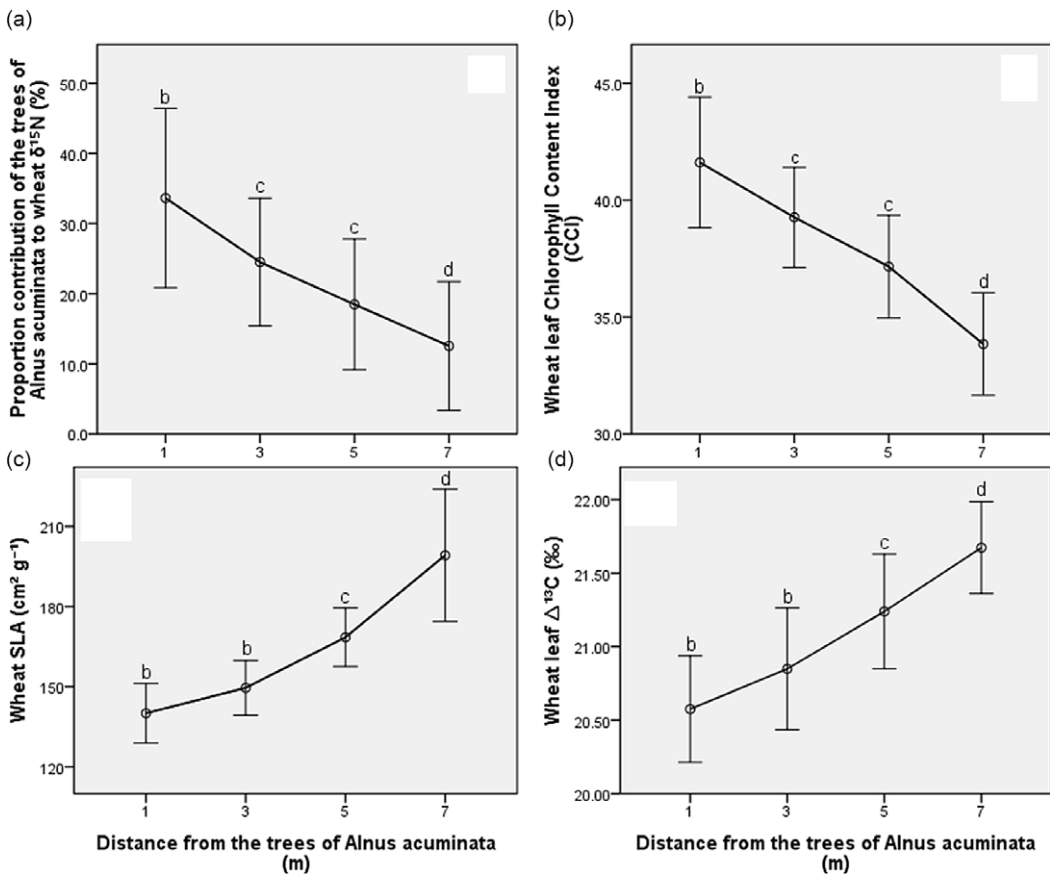 (a)
Proportion contribution of the trees of
Alnus acuminata to wheat δ¹⁵N (%)
50.0
40.0
30.0
20.0
10.0
0.0
b
c
c
d
1
3
5
7
(b)
Wheat leaf Chlorophyll Content Index
(CCI)
45.0
40.0
35.0
30.0
b
c
c
d
1
3
5
7
(c)
Wheat SLA (cm² g⁻¹)
210
180
150
120
b
b
c
d
1
3
5
7
Distance from the trees of Alnus acuminata
(m)
(d)
Wheat leaf △¹³C (‰)
22.00
21.50
21.00
20.50
20.00
b
b
c
d
1
3
5
7
Distance from the trees of Alnus acuminata
(m)